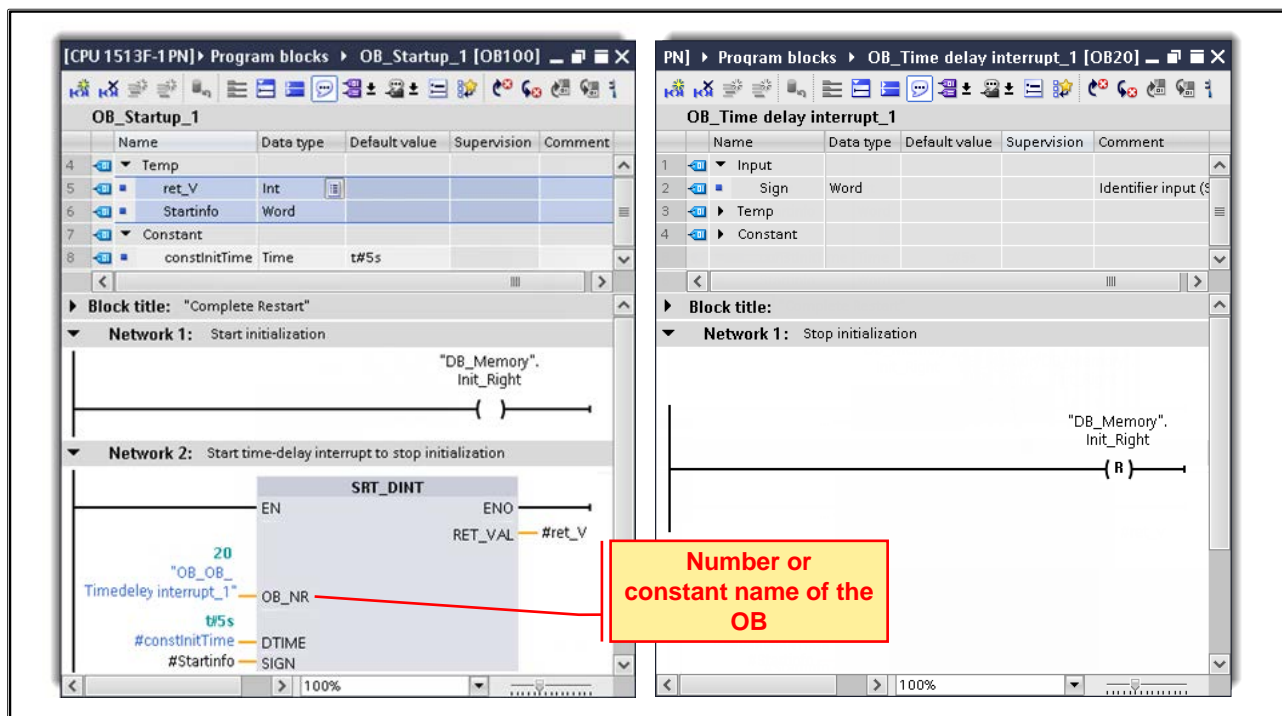 [CPU 1513F-1 PN] ▸ Program blocks ▸ OB_Startup_1 [OB100]
OB_Startup_1
Name Data type Default value Supervision Comment
4 Temp
5 ret_V Int
6 Startinfo Word
7 Constant
8 constInitTime Time t#5s
Block title: "Complete Restart"
Network 1: Start initialization
"DB_Memory".
Init_Right
( )
Network 2: Start time-delay interrupt to stop initialization
SRT_DINT
EN ENO
RET_VAL #ret_V
20
"OB_OB_
Timedeley interrupt_1" OB_NR
t#5s
#constInitTime DTIME
#Startinfo SIGN
100%
PN] ▸ Program blocks ▸ OB_Time delay interrupt_1 [OB20]
OB_Time delay interrupt_1
Name Data type Default value Supervision Comment
1 Input
2 Sign Word Identifier input (S
3 Temp
4 Constant
Block title:
Network 1: Stop initialization
"DB_Memory".
Init_Right
( R )
100%
Number or
constant name of the
OB